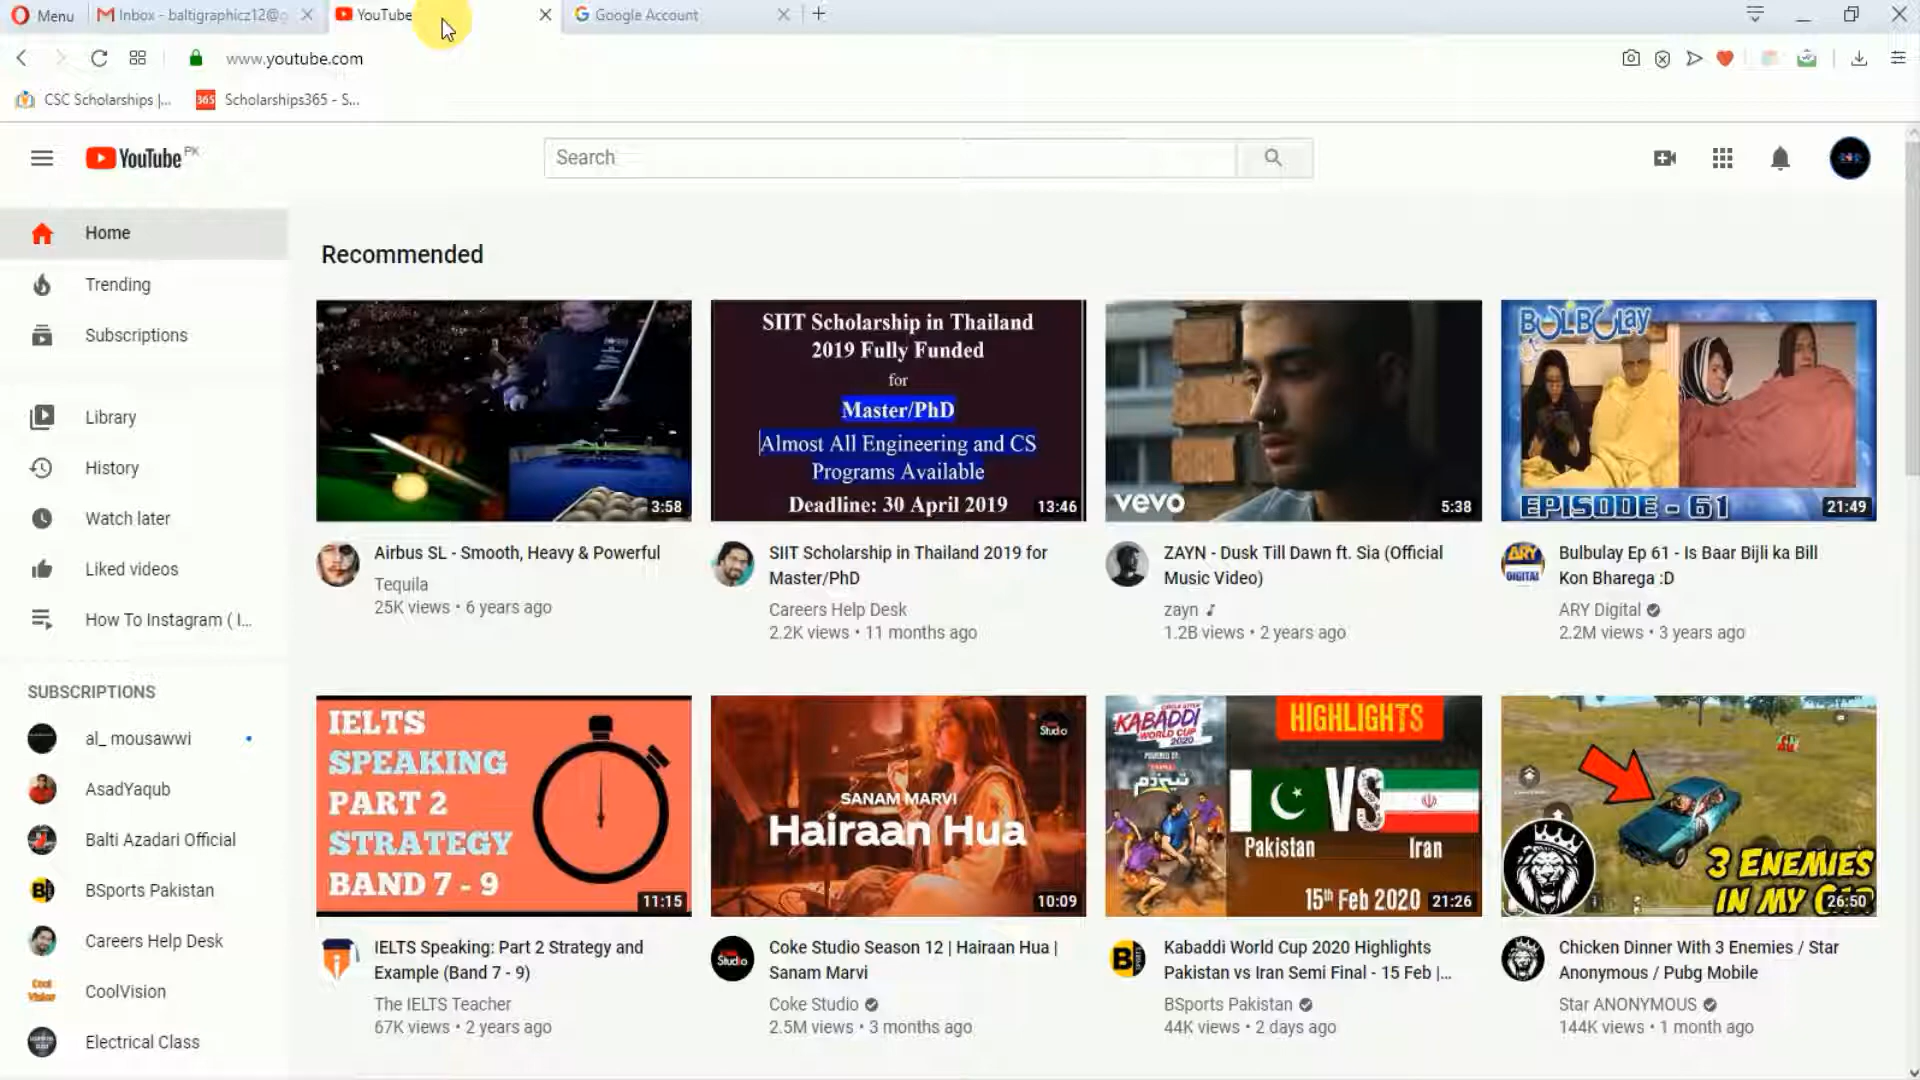 Menu
Inbox - baltigraphicz12@
YouTube
Google Account
www.youtube.com
CSC Scholarships |...
365 Scholarships365 - S...
YouTube PK
Search
Home
Trending
Subscriptions
Library
History
Watch later
Liked videos
How To Instagram ( I...
SUBSCRIPTIONS
al_ mousawwi
AsadYaqub
Balti Azadari Official
BSports Pakistan
Careers Help Desk
CoolVision
Electrical Class
Recommended
3:58
Airbus SL - Smooth, Heavy & Powerful
Tequila
25K views • 6 years ago
SIIT Scholarship in Thailand
2019 Fully Funded
for
Master/PhD
Almost All Engineering and CS
Programs Available
Deadline: 30 April 2019
13:46
SIIT Scholarship in Thailand 2019 for
Master/PhD
Careers Help Desk
2.2K views • 11 months ago
vevo
5:38
ZAYN - Dusk Till Dawn ft. Sia (Official
Music Video)
zayn
1.2B views • 2 years ago
BULBULAY
EPISODE - 61
21:49
ARY
DIGITAL
Bulbulay Ep 61 - Is Baar Bijli ka Bill
Kon Bharega :D
ARY Digital
2.2M views • 3 years ago
IELTS
SPEAKING
PART 2
STRATEGY
BAND 7 - 9
11:15
IELTS Speaking: Part 2 Strategy and
Example (Band 7 - 9)
The IELTS Teacher
67K views • 2 years ago
Studio
SANAM MARVI
Hairaan Hua
10:09
Studio
Coke Studio Season 12 | Hairaan Hua |
Sanam Marvi
Coke Studio
2.5M views • 3 months ago
KABADDI
WORLD CUP
2020
HIGHLIGHTS
VS
Pakistan
Iran
15th Feb 2020
21:26
Kabaddi World Cup 2020 Highlights
Pakistan vs Iran Semi Final - 15 Feb |...
BSports Pakistan
44K views • 2 days ago
3 ENEMIES
IN MY
26:50
Chicken Dinner With 3 Enemies / Star
Anonymous / Pubg Mobile
Star ANONYMOUS
144K views • 1 month ago